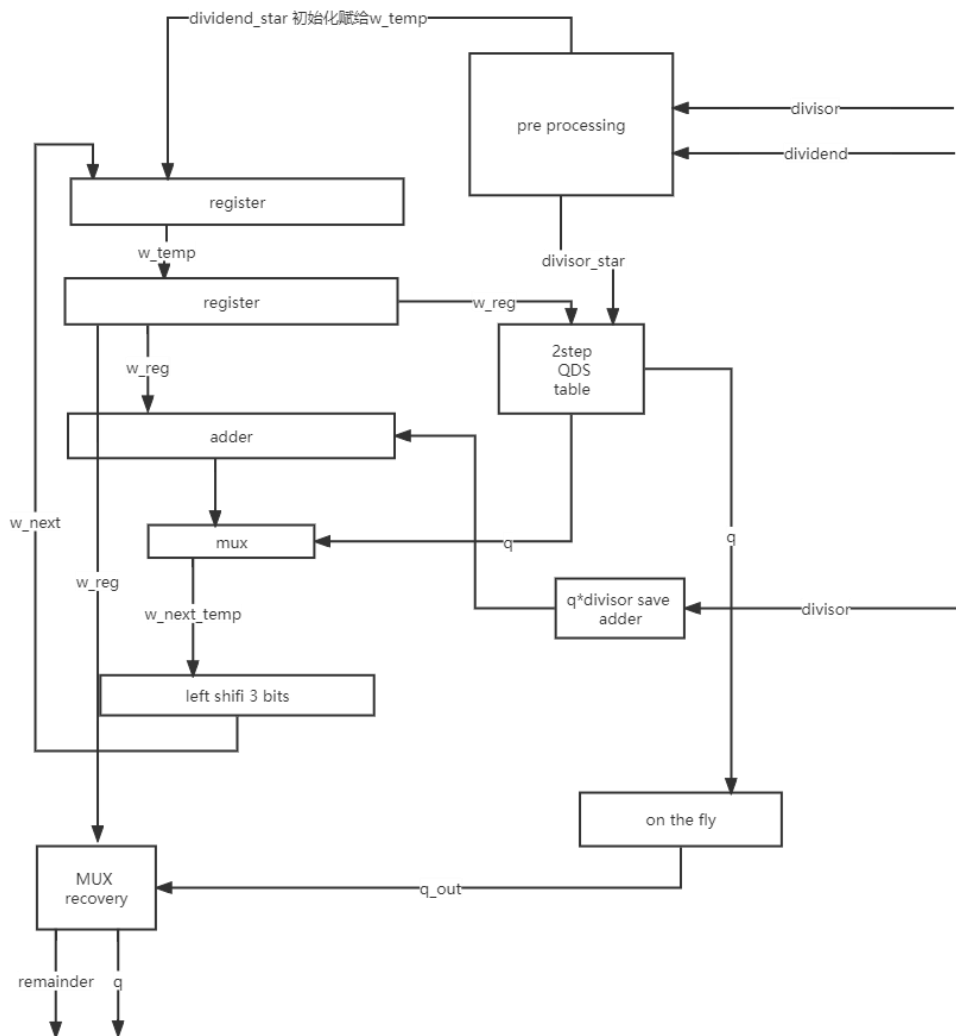 dividend_star 初始化赋给w_temp
pre processing
divisor
dividend
register
w_temp
divisor_star
register
w_reg
2step
QDS
table
w_reg
adder
w_next
mux
q
q
w_reg
q*divisor save
adder
divisor
w_next_temp
left shifi 3 bits
on the fly
MUX
recovery
q_out
remainder
q